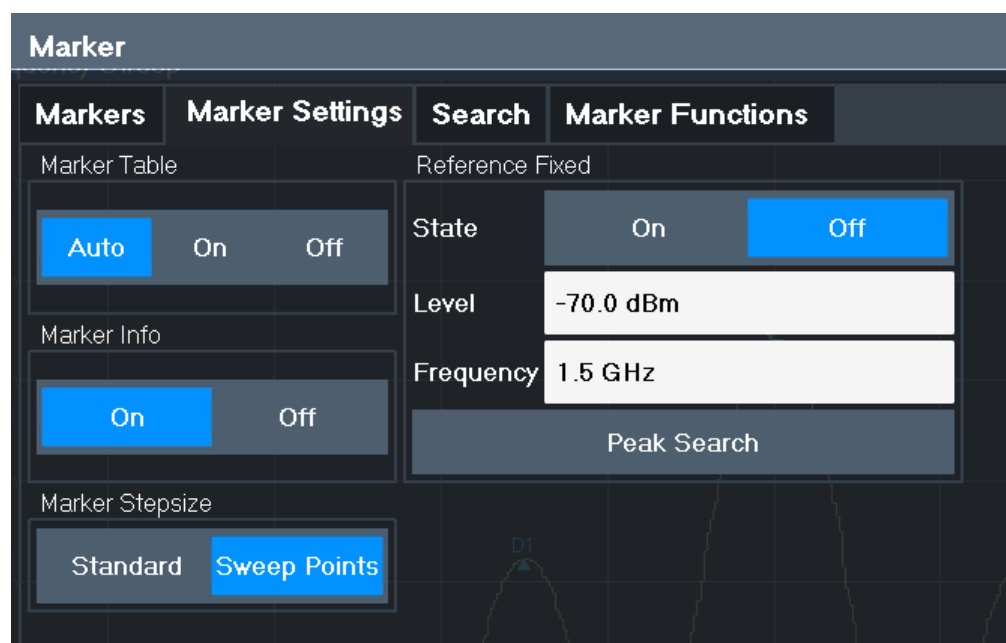 Marker
Markers Marker Settings Search Marker Functions
Marker Table
Auto On Off
Marker Info
On Off
Marker Stepsize
Standard Sweep Points
Reference Fixed
State On Off
Level -70.0 dBm
Frequency 1.5 GHz
Peak Search
D1